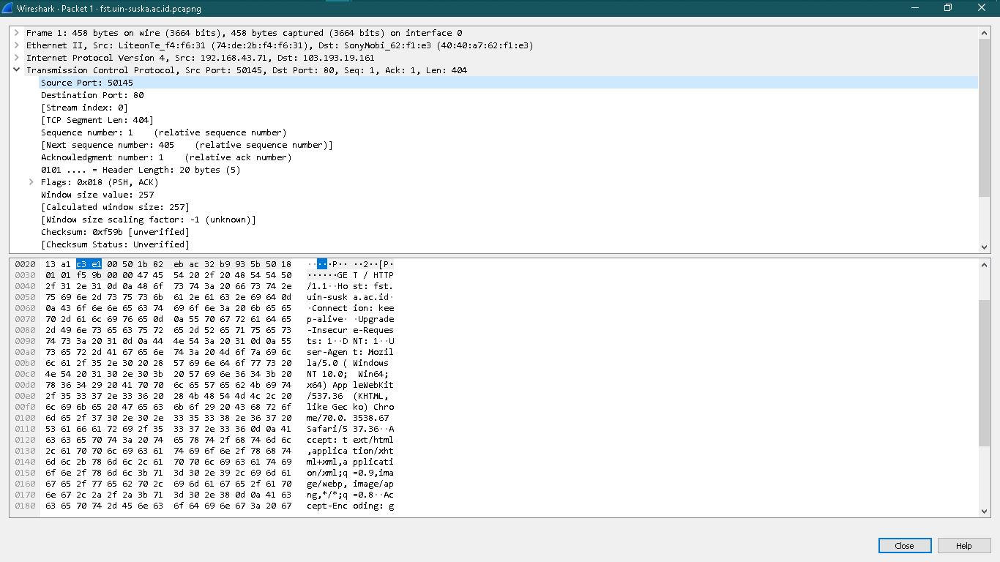 Wireshark · Packet 1 · fst.uin-suska.ac.id.pcapng
Frame 1: 458 bytes on wire (3664 bits), 458 bytes captured (3664 bits) on interface 0
Ethernet II, Src: LiteonTe_f4:f6:31 (74:de:2b:f4:f6:31), Dst: SonyMobi_62:f1:e3 (40:40:a7:62:f1:e3)
Internet Protocol Version 4, Src: 192.168.43.71, Dst: 103.193.19.161
Transmission Control Protocol, Src Port: 50145, Dst Port: 80, Seq: 1, Ack: 1, Len: 404
Source Port: 50145
Destination Port: 80
[Stream index: 0]
[TCP Segment Len: 404]
Sequence number: 1    (relative sequence number)
[Next sequence number: 405    (relative sequence number)]
Acknowledgment number: 1    (relative ack number)
0101 .... = Header Length: 20 bytes (5)
Flags: 0x018 (PSH, ACK)
Window size value: 257
[Calculated window size: 257]
[Window size scaling factor: -1 (unknown)]
Checksum: 0xf59b [unverified]
[Checksum Status: Unverified]
0020 13 a1 c3 e1 00 50 1b 82 eb ac 32 b9 93 5b 50 18 ·····P·· ··2··[P·
0030 01 01 f5 9b 00 00 47 45 54 20 2f 20 48 54 54 50 ······GE T / HTTP
0040 2f 31 2e 31 0d 0a 48 6f 73 74 3a 20 66 73 74 2e /1.1··Ho st: fst.
0050 75 69 6e 2d 73 75 73 6b 61 2e 61 63 2e 69 64 0d uin-susk a.ac.id·
0060 0a 43 6f 6e 6e 65 63 74 69 6f 6e 3a 20 6b 65 65 ·Connect ion: kee
0070 70 2d 61 6c 69 76 65 0d 0a 55 70 67 72 61 64 65 p-alive· ·Upgrade
0080 2d 49 6e 73 65 63 75 72 65 2d 52 65 71 75 65 73 -Insecur e-Reques
0090 74 73 3a 20 31 0d 0a 44 4e 54 3a 20 31 0d 0a 55 ts: 1··D NT: 1··U
00a0 73 65 72 2d 41 67 65 6e 74 3a 20 4d 6f 7a 69 6c ser-Agen t: Mozil
00b0 6c 61 2f 35 2e 30 20 28 57 69 6e 64 6f 77 73 20 la/5.0 ( Windows
00c0 4e 54 20 31 30 2e 30 3b 20 57 69 6e 36 34 3b 20 NT 10.0; Win64;
00d0 78 36 34 29 20 41 70 70 6c 65 57 65 62 4b 69 74 x64) App leWebKit
00e0 2f 35 33 37 2e 33 36 20 28 4b 48 54 4d 4c 2c 20 /537.36 (KHTML,
00f0 6c 69 6b 65 20 47 65 63 6b 6f 29 20 43 68 72 6f like Gec ko) Chro
0100 6d 65 2f 37 30 2e 30 2e 33 35 33 38 2e 36 37 20 me/70.0. 3538.67
0110 53 61 66 61 72 69 2f 35 33 37 2e 33 36 0d 0a 41 Safari/5 37.36··A
0120 63 63 65 70 74 3a 20 74 65 78 74 2f 68 74 6d 6c ccept: t ext/html
0130 2c 61 70 70 6c 69 63 61 74 69 6f 6e 2f 78 68 74 ,applica tion/xht
0140 6d 6c 2b 78 6d 6c 2c 61 70 70 6c 69 63 61 74 69 ml+xml,a pplicati
0150 6f 6e 2f 78 6d 6c 3b 71 3d 30 2e 39 2c 69 6d 61 on/xml;q =0.9,ima
0160 67 65 2f 77 65 62 70 2c 69 6d 61 67 65 2f 61 70 ge/webp, image/ap
0170 6e 67 2c 2a 2f 2a 3b 71 3d 30 2e 38 0d 0a 41 63 ng,*/*;q =0.8··Ac
0180 63 65 70 74 2d 45 6e 63 6f 64 69 6e 67 3a 20 67 cept-Enc oding: g
Close Help